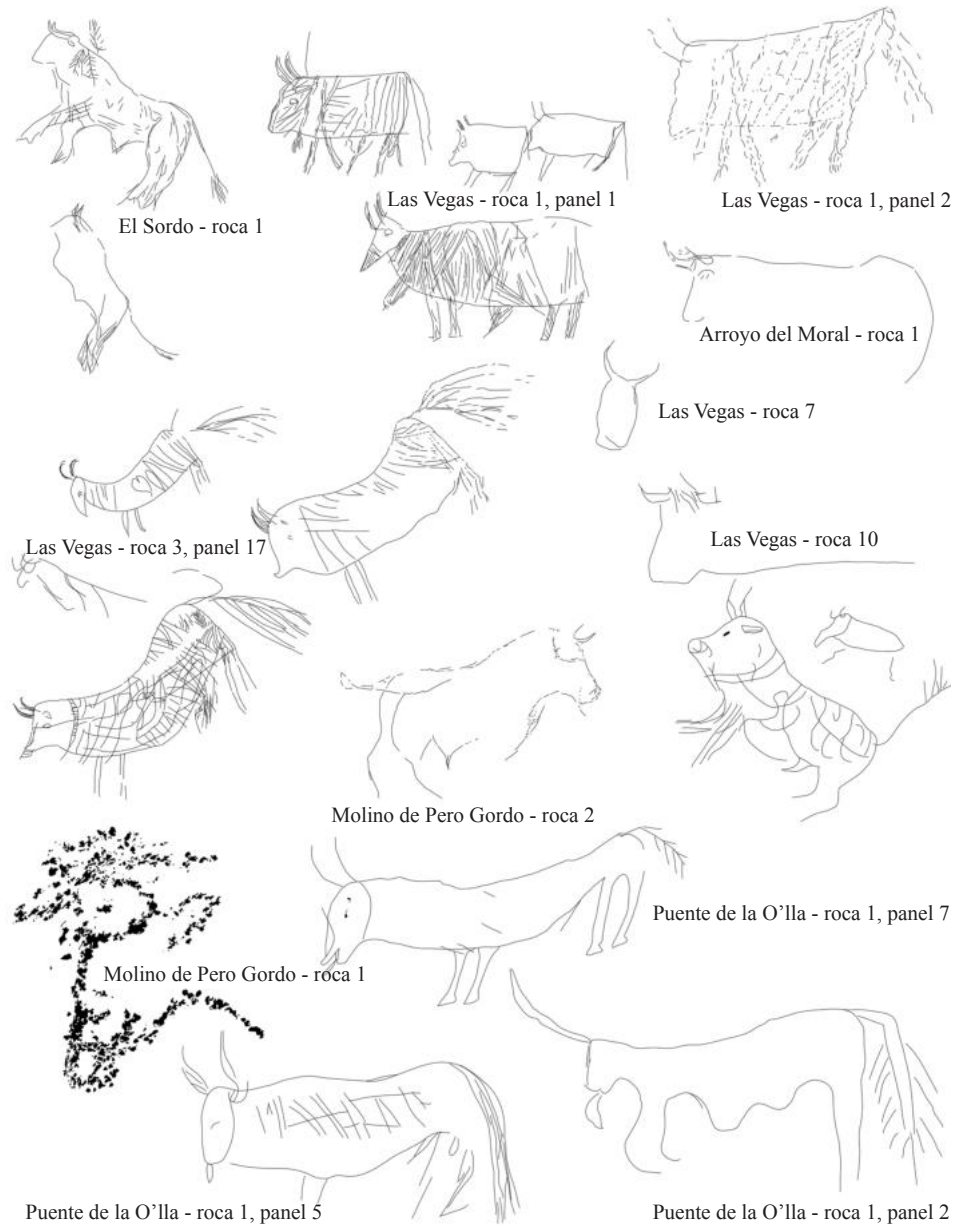 El Sordo - roca 1
Las Vegas - roca 1, panel 1
Las Vegas - roca 1, panel 2
Arroyo del Moral - roca 1
Las Vegas - roca 7
Las Vegas - roca 3, panel 17
Las Vegas - roca 10
Molino de Pero Gordo - roca 2
Puente de la O’lla - roca 1, panel 7
Molino de Pero Gordo - roca 1
Puente de la O’lla - roca 1, panel 5
Puente de la O’lla - roca 1, panel 2